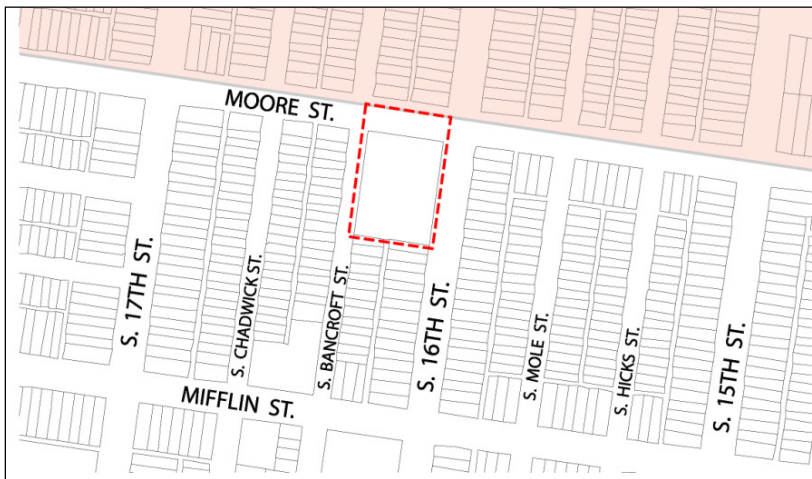 MOORE ST.
S. 17TH ST.
S. CHADWICK ST.
S. BANCROFT ST.
S. 16TH ST.
S. MOLE ST.
S. HICKS ST.
S. 15TH ST.
MIFFLIN ST.